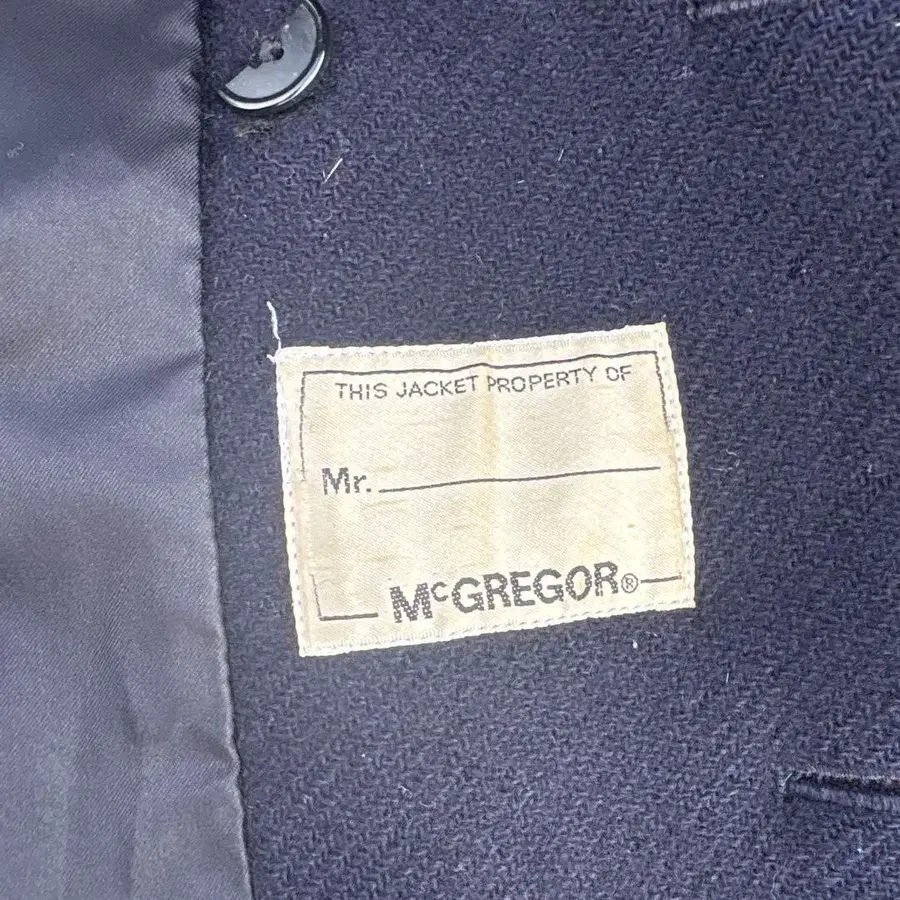 THIS JACKET PROPERTY OF
Mr.
McGREGOR®